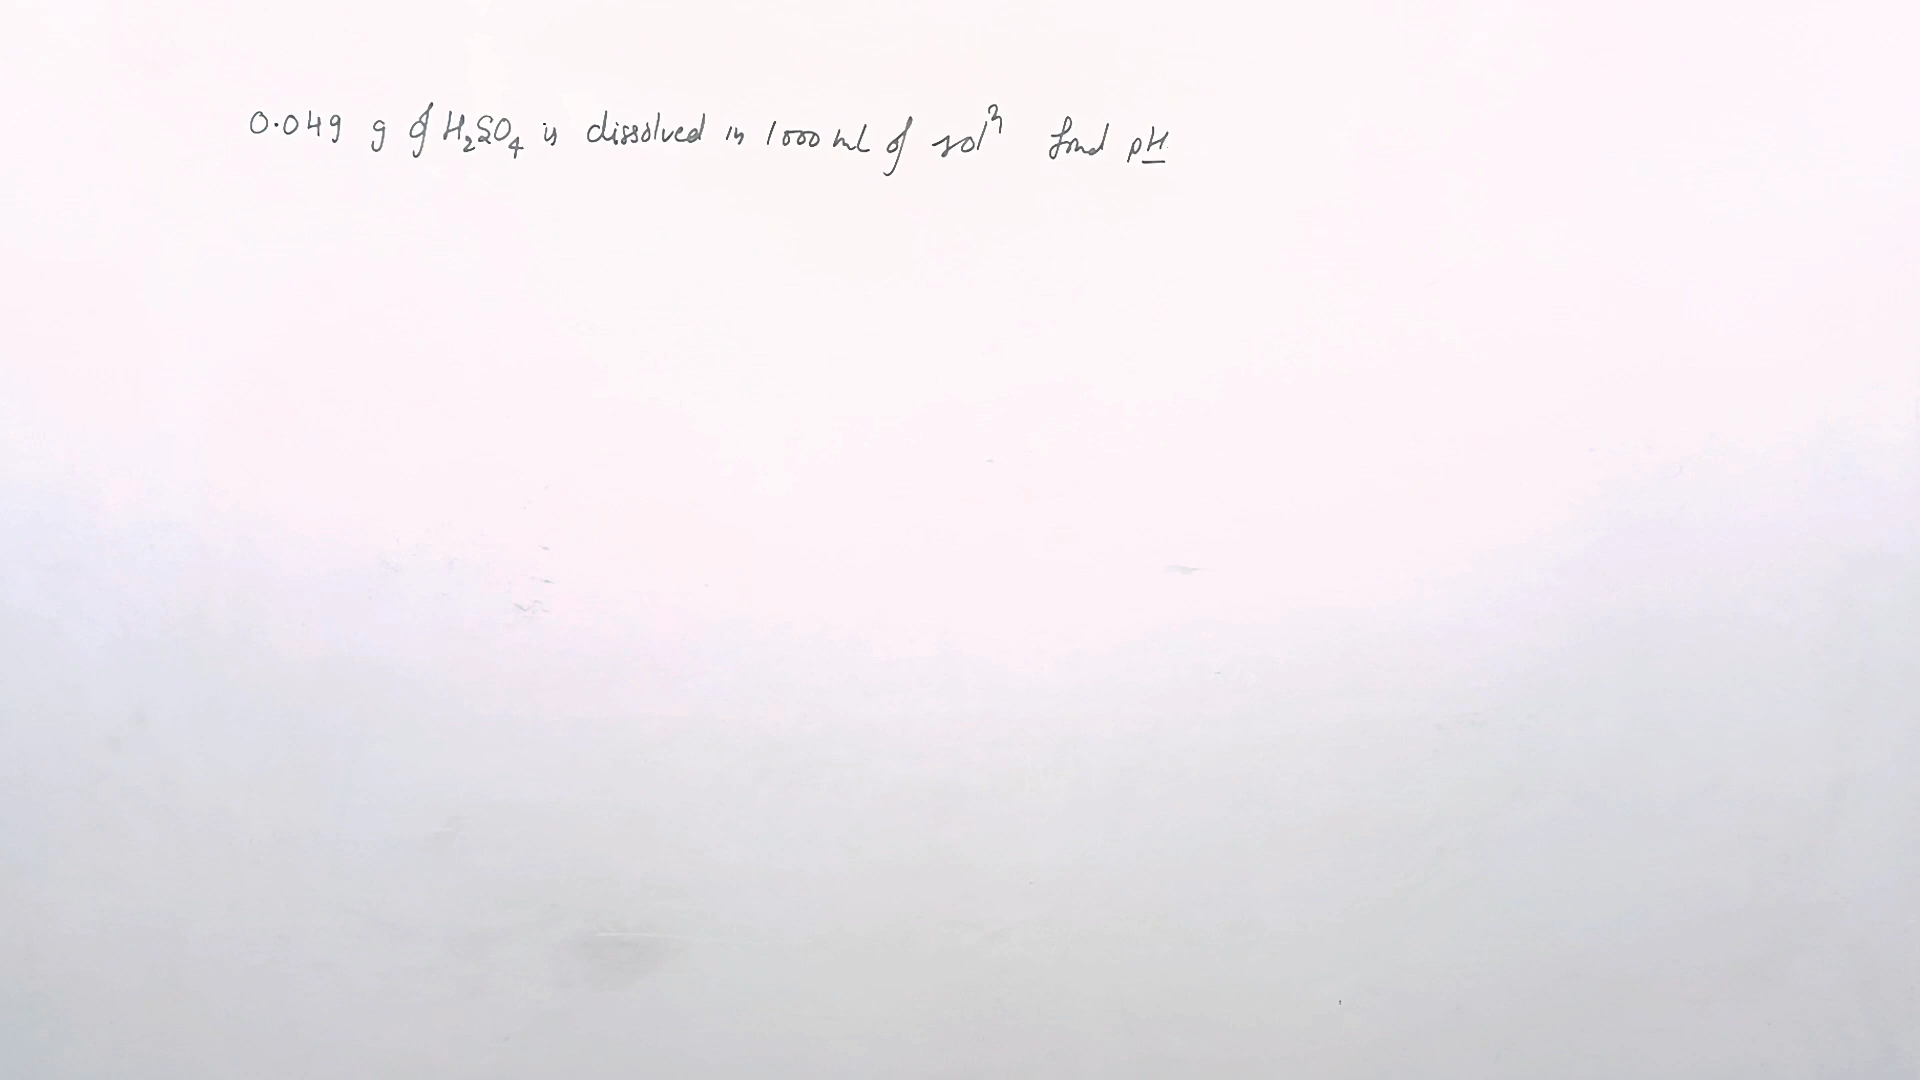 0.049 g of H₂SO₄ is dissolved in 1000 ml of solⁿ find pH